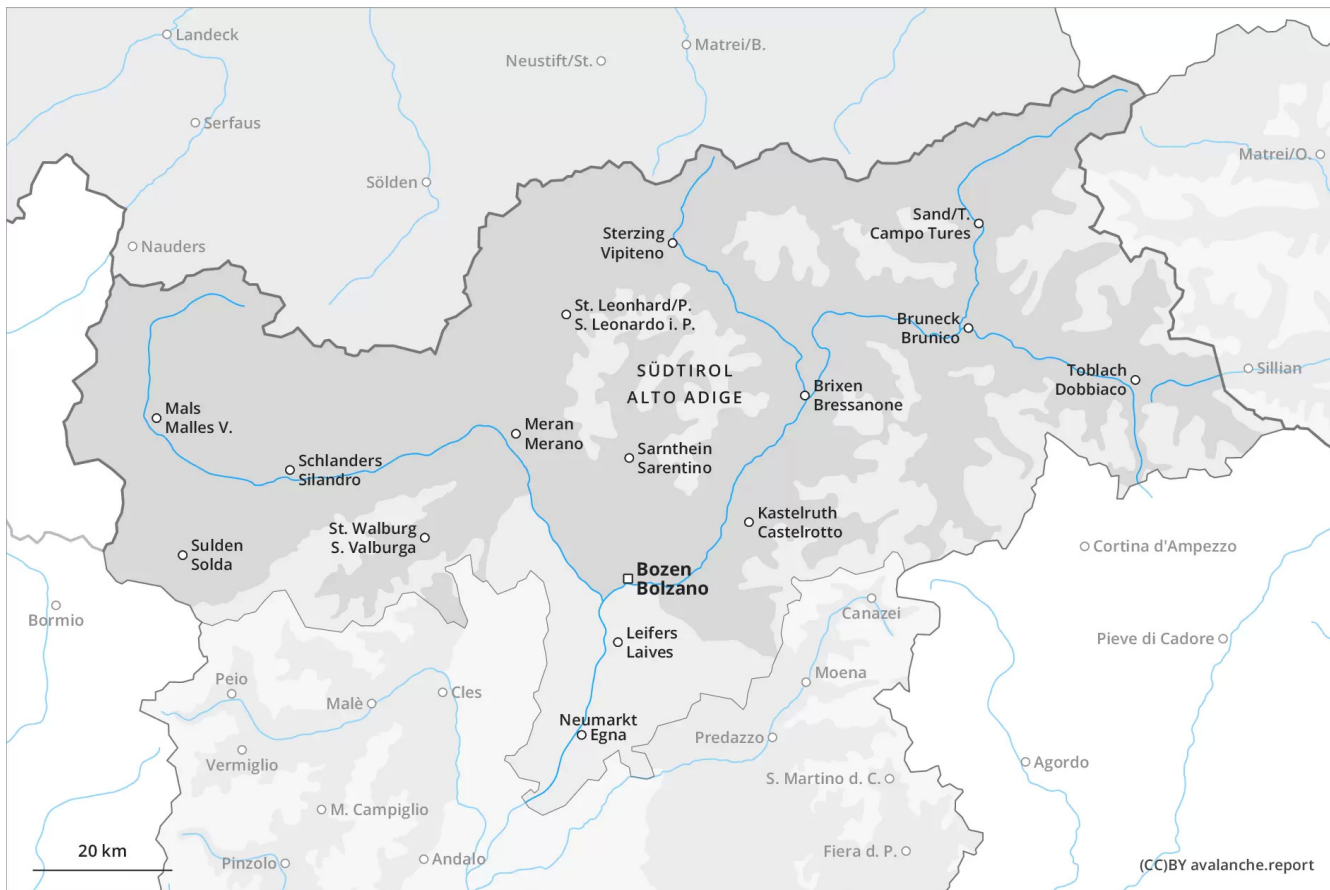 Landeck
Matrei/B.
Neustift/St.
Serfaus
Matrei/O.
Sölden
Sand/T.
Campo Tures
Sterzing
Vipiteno
Nauders
St. Leonhard/P.
S. Leonardo i. P.
Bruneck
Brunico
SÜDTIROL
ALTO ADIGE
Toblach
Dobbiaco
Sillian
Brixen
Bressanone
Mals
Malles V.
Meran
Merano
Schlanders
Silandro
Sarnthein
Sarentino
Kastelruth
Castelrotto
St. Walburg
S. Valburga
Sulden
Solda
Cortina d'Ampezzo
Bozen
Bolzano
Bormio
Canazei
Leifers
Laives
Pieve di Cadore
Peio
Moena
Malè
Cles
Neumarkt
Egna
Predazzo
Vermiglio
Agordo
S. Martino d. C.
M. Campiglio
20 km
Pinzolo
Andalo
Fiera d. P.
(CC)BY avalanche.report